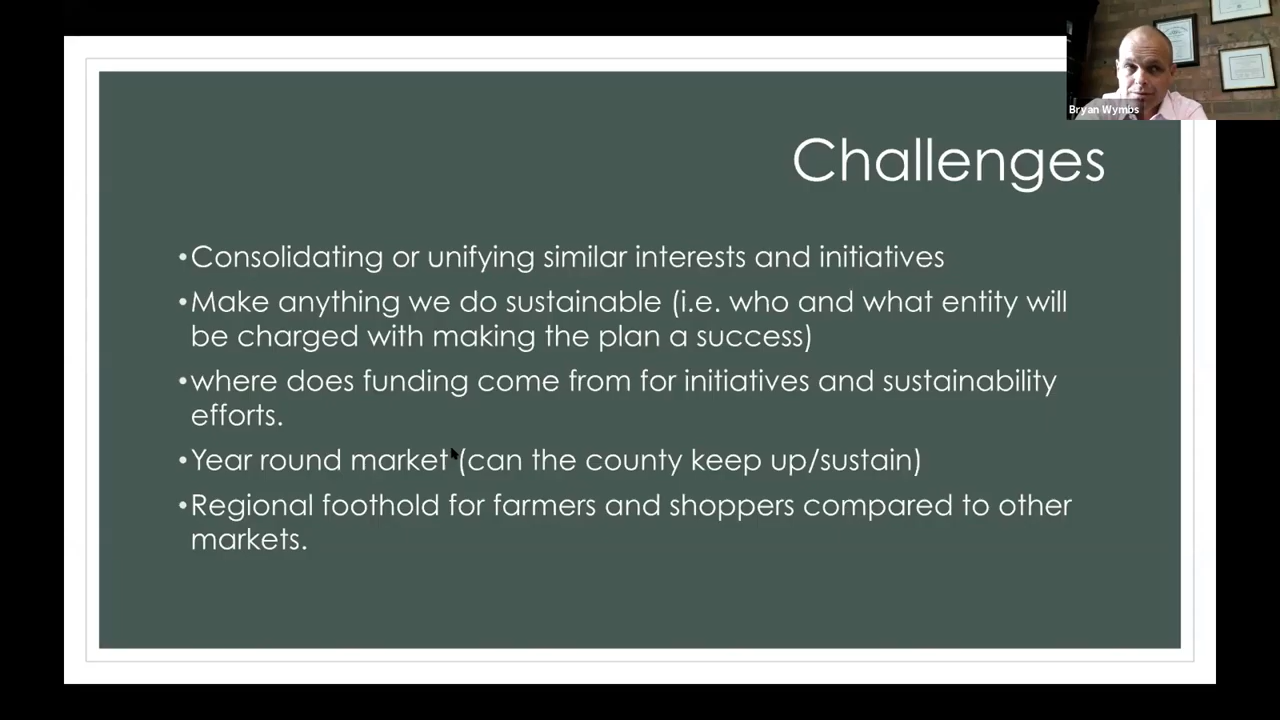 Bryan Wymbs
Challenges
•Consolidating or unifying similar interests and initiatives
•Make anything we do sustainable (i.e. who and what entity will
be charged with making the plan a success)
•where does funding come from for initiatives and sustainability
efforts.
•Year round market (can the county keep up/sustain)
•Regional foothold for farmers and shoppers compared to other
markets.